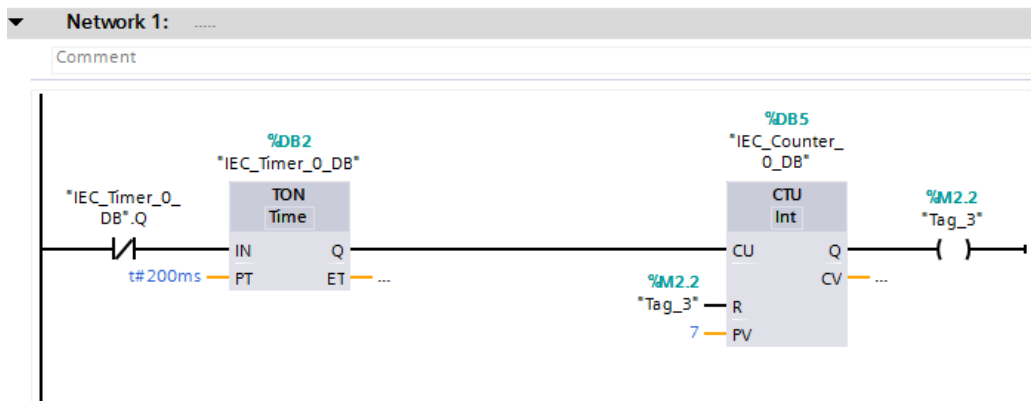 Network 1: .....
Comment
%DB2
"IEC_Timer_0_DB"
TON
Time
"IEC_Timer_0_
DB".Q
IN
Q
t#200ms
PT
ET
...
%DB5
"IEC_Counter_
0_DB"
CTU
Int
%M2.2
"Tag_3"
CU
Q
CV
...
%M2.2
"Tag_3"
R
7
PV